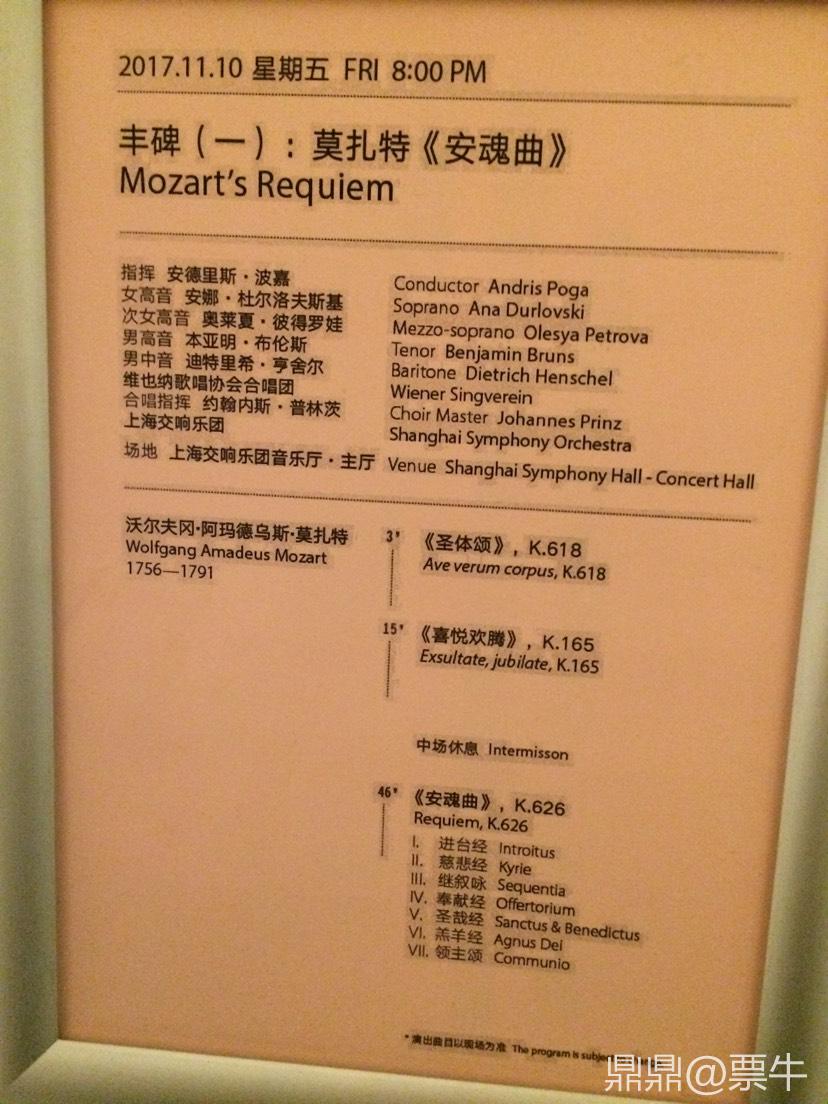 2017.11.10 星期五 FRI 8:00 PM
丰碑（一）：莫扎特《安魂曲》
Mozart's Requiem
指挥 安德里斯·波嘉
女高音 安娜·杜尔洛夫斯基
次女高音 奥莱夏·彼得罗娃
男高音 本亚明·布伦斯
男中音 迪特里希·亨舍尔
维也纳歌唱协会合唱团
合唱指挥 约翰内斯·普林茨
上海交响乐团
场地 上海交响乐团音乐厅·主厅
Conductor Andris Poga
Soprano Ana Durlovski
Mezzo-soprano Olesya Petrova
Tenor Benjamin Bruns
Baritone Dietrich Henschel
Wiener Singverein
Choir Master Johannes Prinz
Shanghai Symphony Orchestra
Venue Shanghai Symphony Hall - Concert Hall
沃尔夫冈·阿玛德乌斯·莫扎特
Wolfgang Amadeus Mozart
1756—1791
3' 《圣体颂》, K.618
Ave verum corpus, K.618
15' 《喜悦欢腾》, K.165
Exsultate, jubilate, K.165
中场休息 Intermisson
46' 《安魂曲》, K.626
Requiem, K.626
I. 进台经 Introitus
II. 慈悲经 Kyrie
III. 继叙咏 Sequentia
IV. 奉献经 Offertorium
V. 圣哉经 Sanctus & Benedictus
VI. 羔羊经 Agnus Dei
VII. 领主颂 Communio
* 演出曲目以现场为准 The program is subject
鼎鼎@票牛